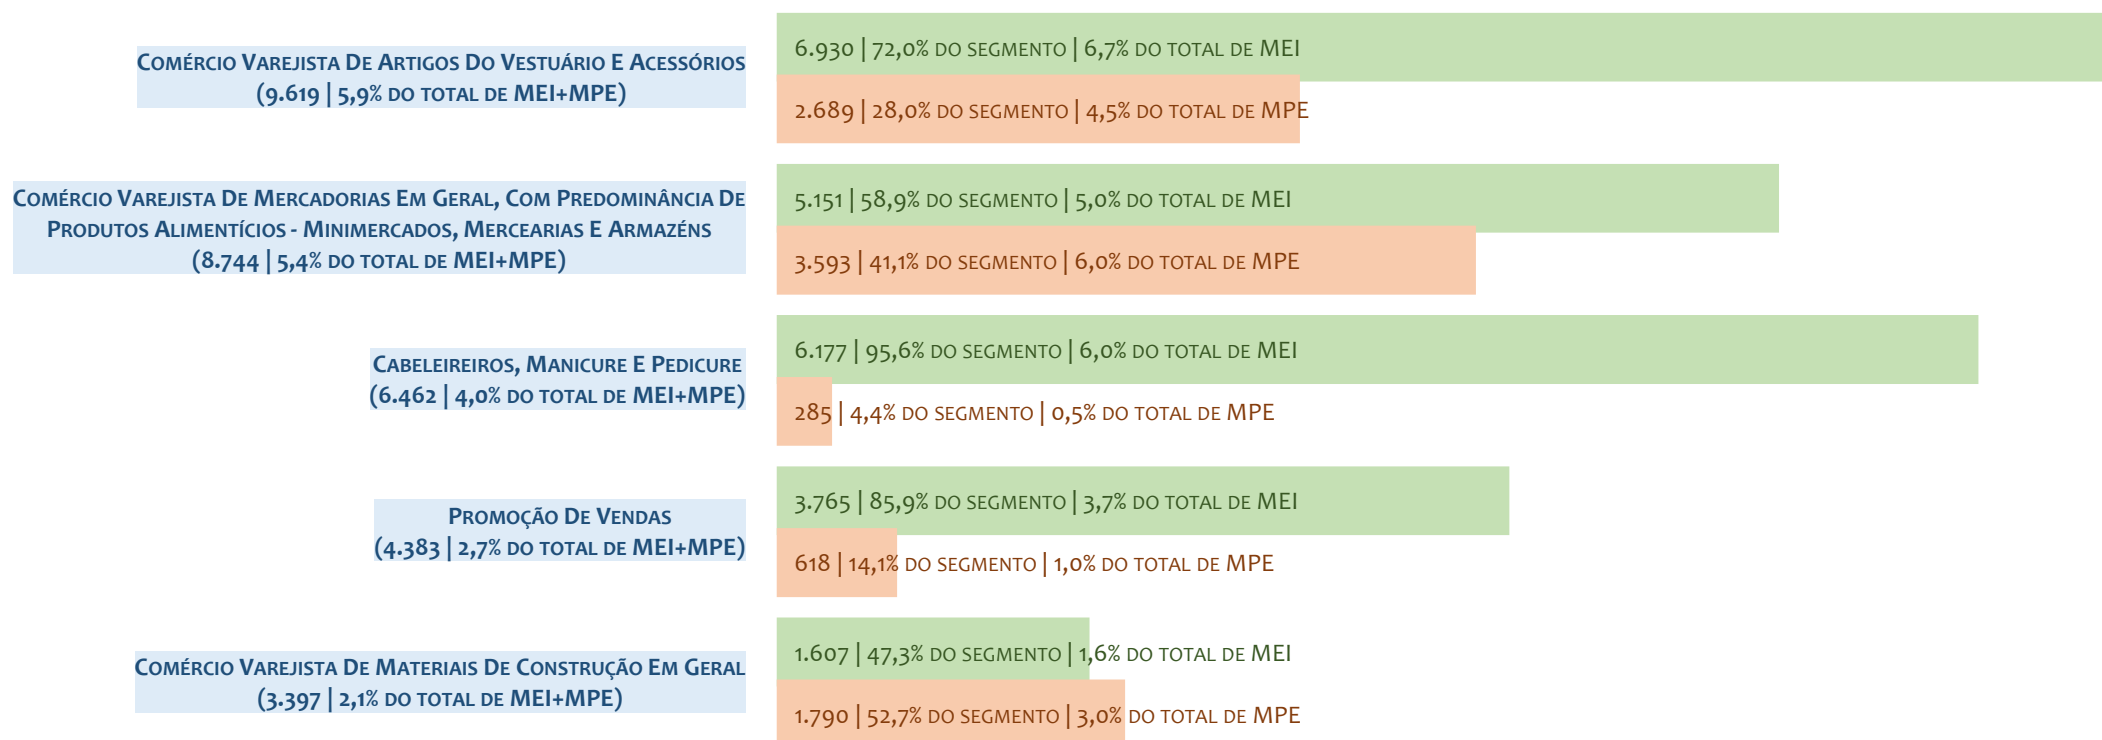 Comércio Varejista De Artigos Do Vestuário E Acessórios
(9.619 | 5,9% do total de MEI+MPE)
6.930 | 72,0% do segmento | 6,7% do total de MEI
2.689 | 28,0% do segmento | 4,5% do total de MPE
Comércio Varejista De Mercadorias Em Geral, Com Predominância De
Produtos Alimentícios - Minimercados, Mercearias E Armazéns
(8.744 | 5,4% do total de MEI+MPE)
5.151 | 58,9% do segmento | 5,0% do total de MEI
3.593 | 41,1% do segmento | 6,0% do total de MPE
Cabeleireiros, Manicure E Pedicure
(6.462 | 4,0% do total de MEI+MPE)
6.177 | 95,6% do segmento | 6,0% do total de MEI
285 | 4,4% do segmento | 0,5% do total de MPE
Promoção De Vendas
(4.383 | 2,7% do total de MEI+MPE)
3.765 | 85,9% do segmento | 3,7% do total de MEI
618 | 14,1% do segmento | 1,0% do total de MPE
Comércio Varejista De Materiais De Construção Em Geral
(3.397 | 2,1% do total de MEI+MPE)
1.607 | 47,3% do segmento | 1,6% do total de MEI
1.790 | 52,7% do segmento | 3,0% do total de MPE